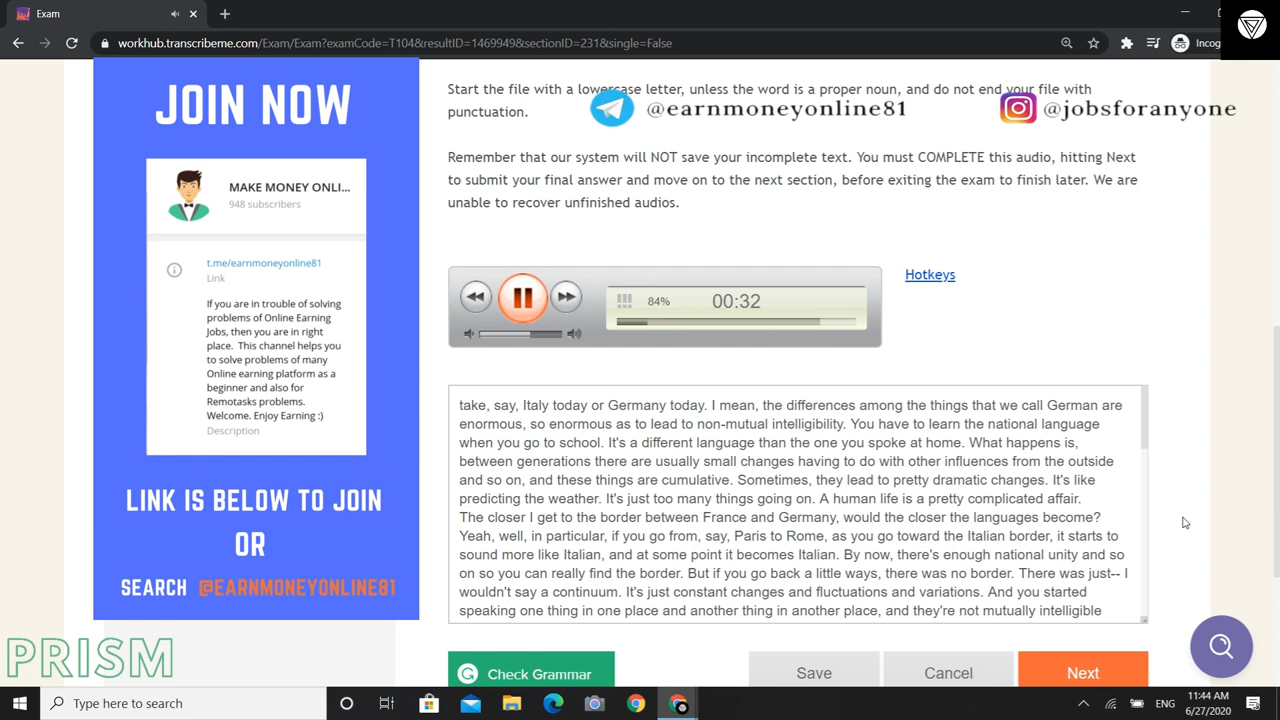 Exam
workhub.transcribeme.com/Exam/Exam?examCode=T104&resultID=1469949&sectionID=231&single=False
Incog
JOIN NOW
MAKE MONEY ONLI...
948 subscribers
t.me/earnmoneyonline81
Link
If you are in trouble of solving
problems of Online Earning
Jobs, then you are in right
place. This channel helps you
to solve problems of many
Online earning platform as a
beginner and also for
Remotasks problems.
Welcome. Enjoy Earning :)
Description
LINK IS BELOW TO JOIN
OR
SEARCH @EARNMONEYONLINE81
PRISM
Start the file with a lowercase letter, unless the word is a proper noun, and do not end your file with
punctuation.
@earnmoneyonline81
@jobsforanyone
Remember that our system will NOT save your incomplete text. You must COMPLETE this audio, hitting Next
to submit your final answer and move on to the next section, before exiting the exam to finish later. We are
unable to recover unfinished audios.
84%
00:32
Hotkeys
take, say, Italy today or Germany today. I mean, the differences among the things that we call German are
enormous, so enormous as to lead to non-mutual intelligibility. You have to learn the national language
when you go to school. It's a different language than the one you spoke at home. What happens is,
between generations there are usually small changes having to do with other influences from the outside
and so on, and these things are cumulative. Sometimes, they lead to pretty dramatic changes. It's like
predicting the weather. It's just too many things going on. A human life is a pretty complicated affair.
The closer I get to the border between France and Germany, would the closer the languages become?
Yeah, well, in particular, if you go from, say, Paris to Rome, as you go toward the Italian border, it starts to
sound more like Italian, and at some point it becomes Italian. By now, there's enough national unity and so
on so you can really find the border. But if you go back a little ways, there was no border. There was just-- I
wouldn't say a continuum. It's just constant changes and fluctuations and variations. And you started
speaking one thing in one place and another thing in another place, and they're not mutually intelligible
Check Grammar
Save
Cancel
Next
Type here to search
ENG
11:44 AM
6/27/2020